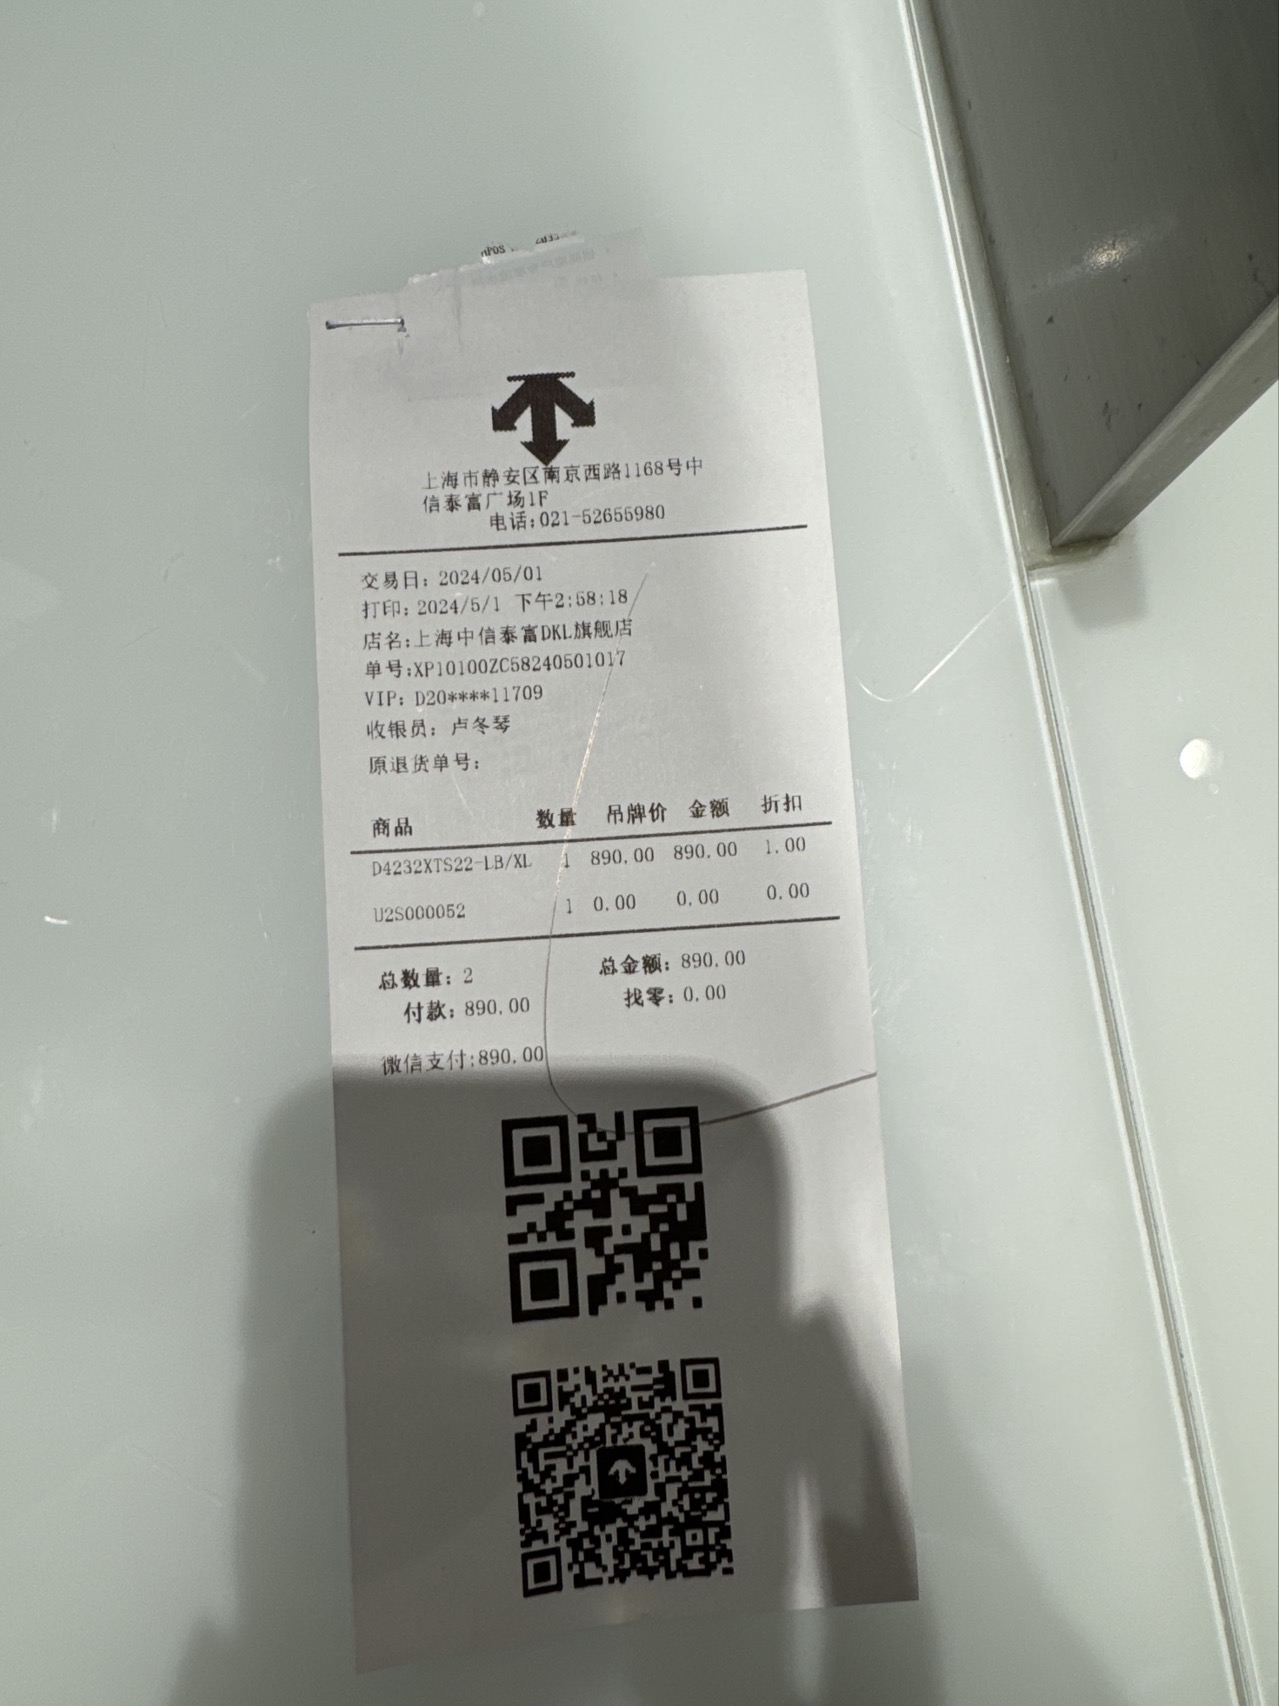 nPOS
上海市静安区南京西路1168号中
信泰富广场1F
电话:021-52655980
交易日: 2024/05/01
打印: 2024/5/1 下午2:58:18
店名:上海中信泰富DKL旗舰店
单号:XP10100ZC58240501017
VIP: D20****11709
收银员: 卢冬琴
原退货单号:
商品 数量 吊牌价 金额 折扣
D4232XTS22-LB/XL 1 890.00 890.00 1.00
U2S000052 1 0.00 0.00 0.00
总数量: 2 总金额: 890.00
付款: 890.00 找零: 0.00
微信支付:890.00